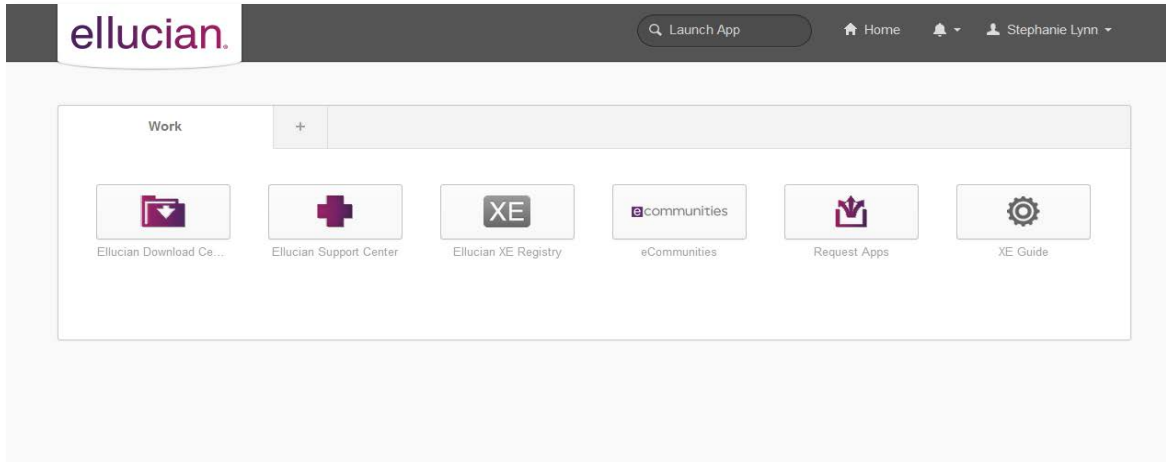 ellucian.
Launch App
Home
Stephanie Lynn
Work
+
XE
ecommunities
Ellucian Download Ce...
Ellucian Support Center
Ellucian XE Registry
eCommunities
Request Apps
XE Guide